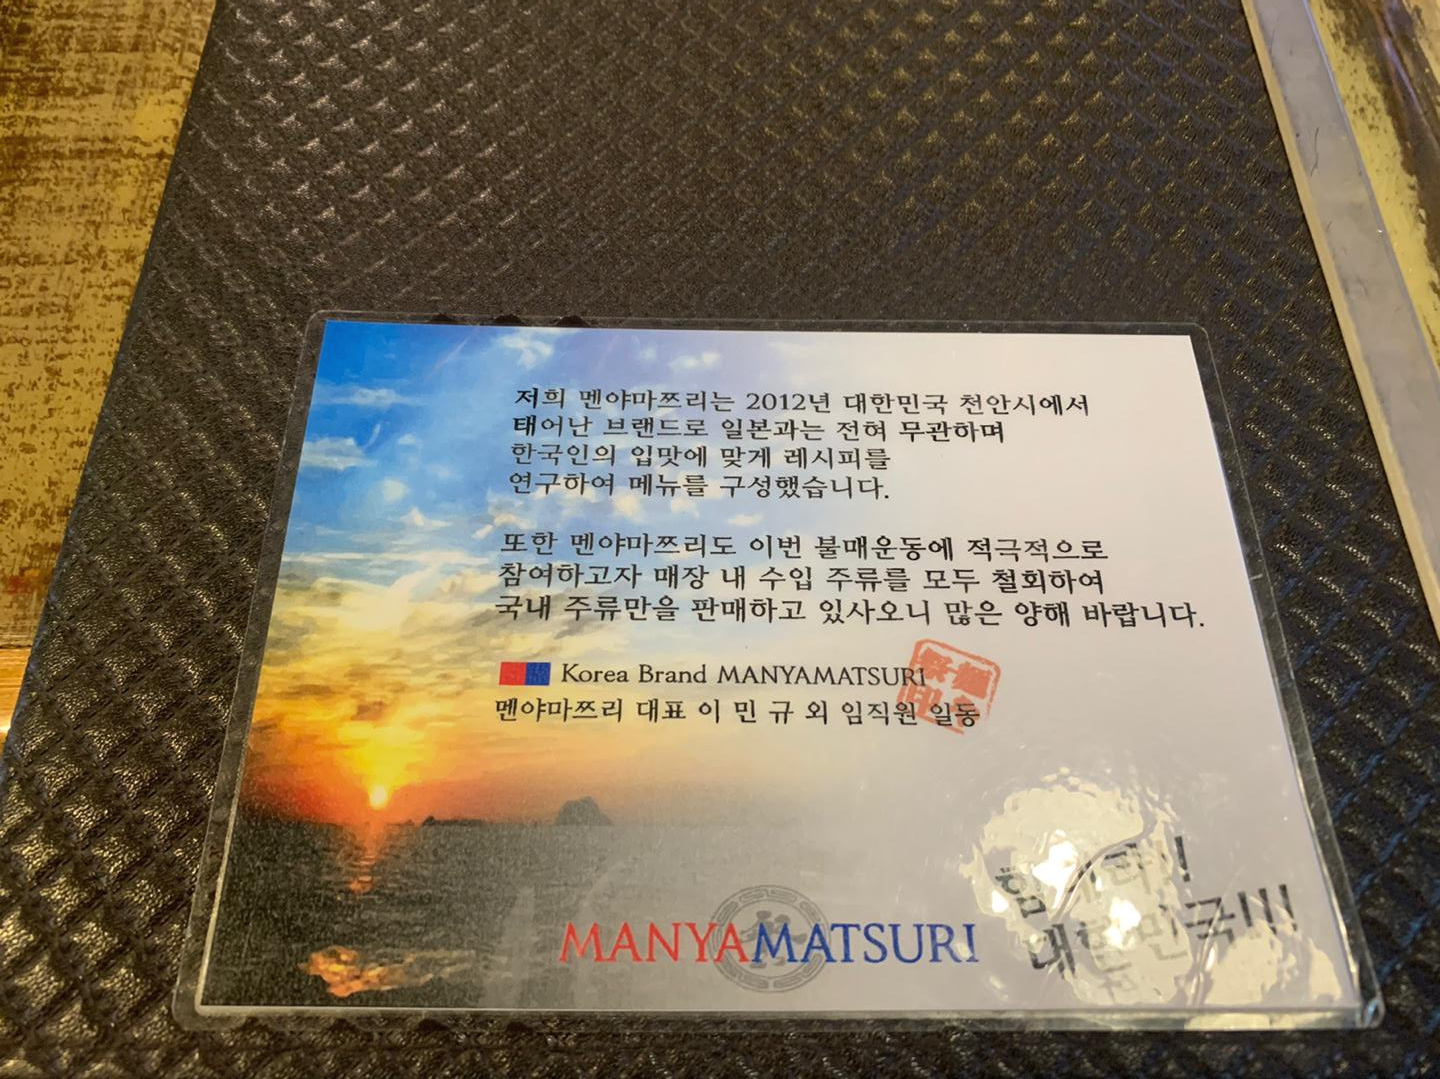 저희 멘야마쯔리는 2012년 대한민국 천안시에서
태어난 브랜드로 일본과는 전혀 무관하며
한국인의 입맛에 맞게 레시피를
연구하여 메뉴를 구성했습니다.
또한 멘야마쯔리도 이번 불매운동에 적극적으로
참여하고자 매장 내 수입 주류를 모두 철회하여
국내 주류만을 판매하고 있사오니 많은 양해 바랍니다.
Korea Brand MANYAMATSURI
멘야마쯔리 대표 이 민 규 외 임직원 일동
MANYAMATSURI
대한민국!!!